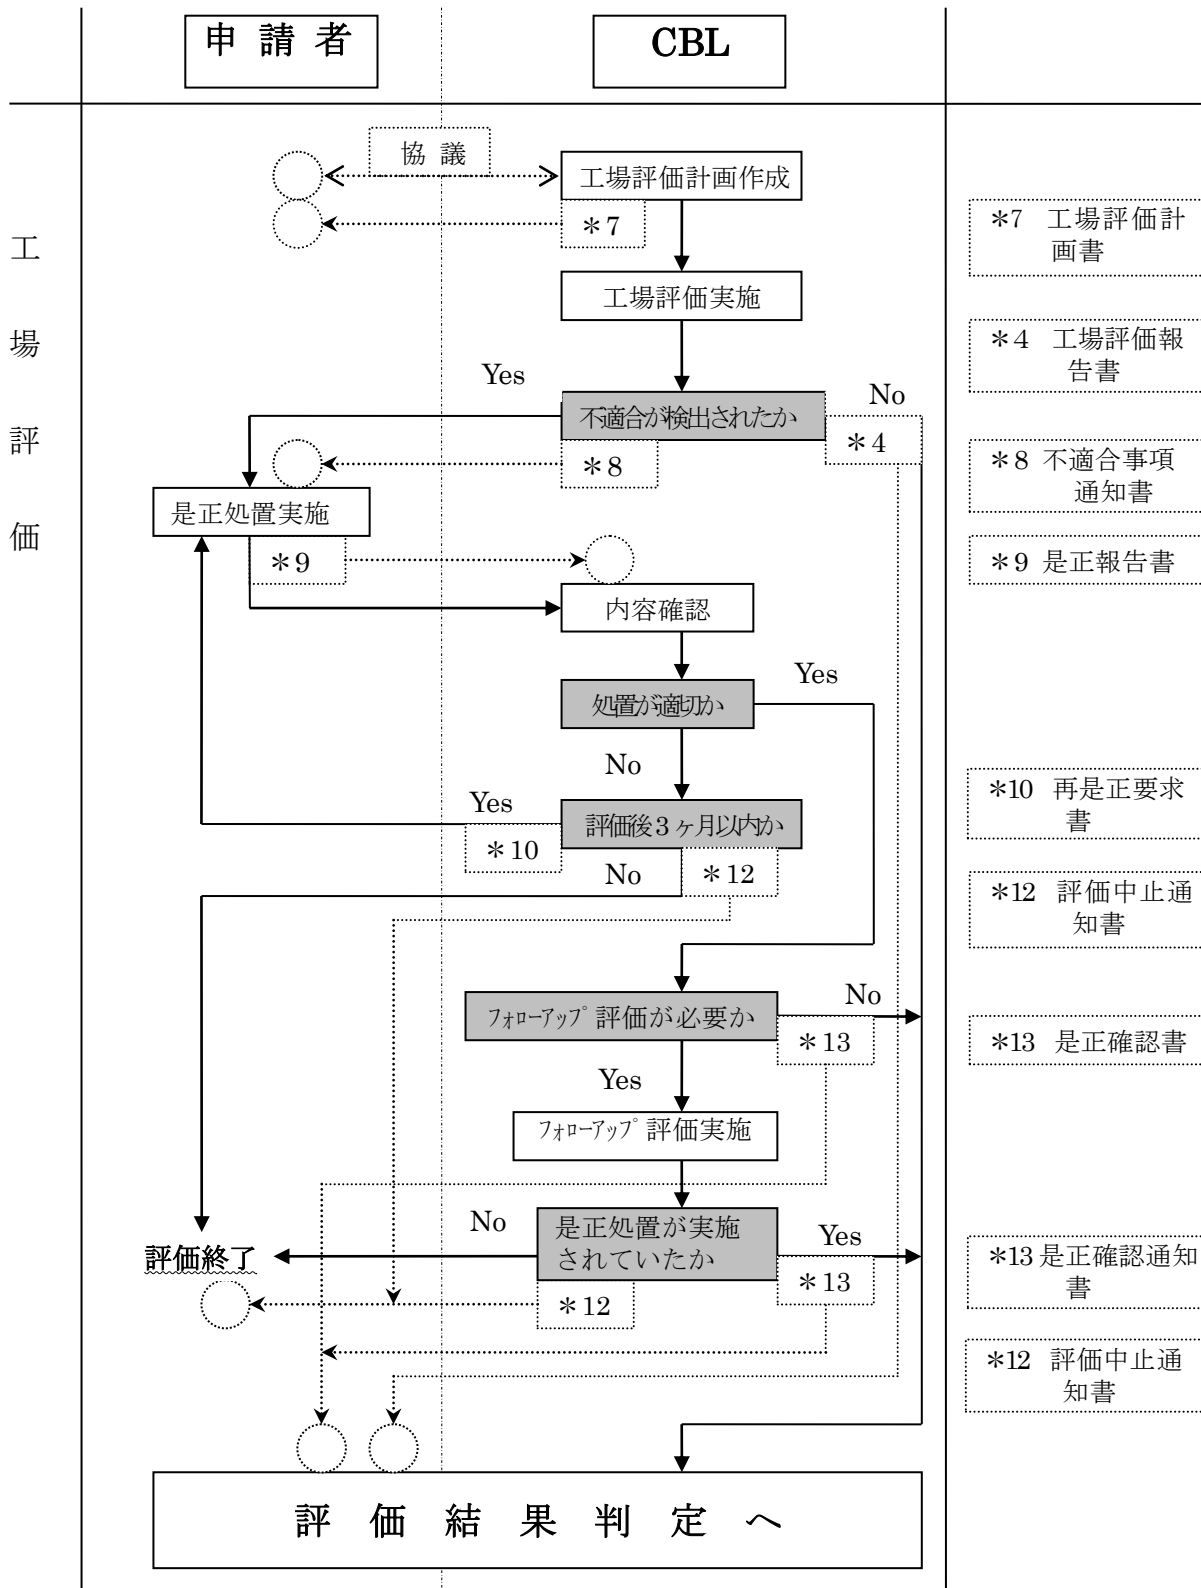 申 請 者
CBL
工
場
評
価
協 議
工場評価計画作成
＊7
＊7 工場評価計
画書
工場評価実施
＊4 工場評価報
告書
Yes
No
不適合が検出されたか
＊4
＊8
＊8 不適合事項
通知書
是正処置実施
＊9
＊9 是正報告書
内容確認
Yes
処置が適切か
No
Yes
評価後3ヶ月以内か
＊10
＊10 再是正要求
書
No
＊12
＊12 評価中止通
知書
フォローアップ 評価が必要か
No
＊13
＊13 是正確認書
Yes
フォローアップ 評価実施
No
是正処置が実施
されていたか
Yes
評価終了
＊12
＊13
＊13 是正確認通知
書
＊12 評価中止通
知書
評 価 結 果 判 定 へ